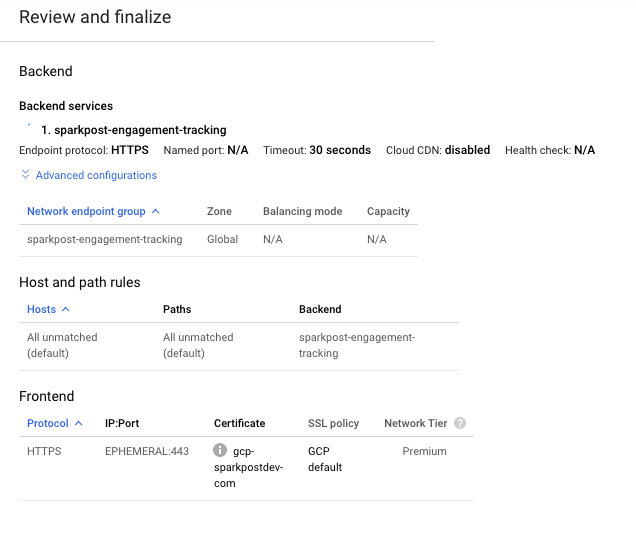 Review and finalize
Backend
Backend services
1. sparkpost-engagement-tracking
Endpoint protocol: HTTPS Named port: N/A Timeout: 30 seconds Cloud CDN: disabled Health check: N/A
Advanced configurations
Network endpoint group Zone Balancing mode Capacity
sparkpost-engagement-tracking Global N/A N/A
Host and path rules
Hosts Paths Backend
All unmatched All unmatched sparkpost-engagement-
(default) (default) tracking
Frontend
Protocol IP:Port Certificate SSL policy Network Tier ?
HTTPS EPHEMERAL:443 i gcp- GCP Premium
sparkpostdev- default
com